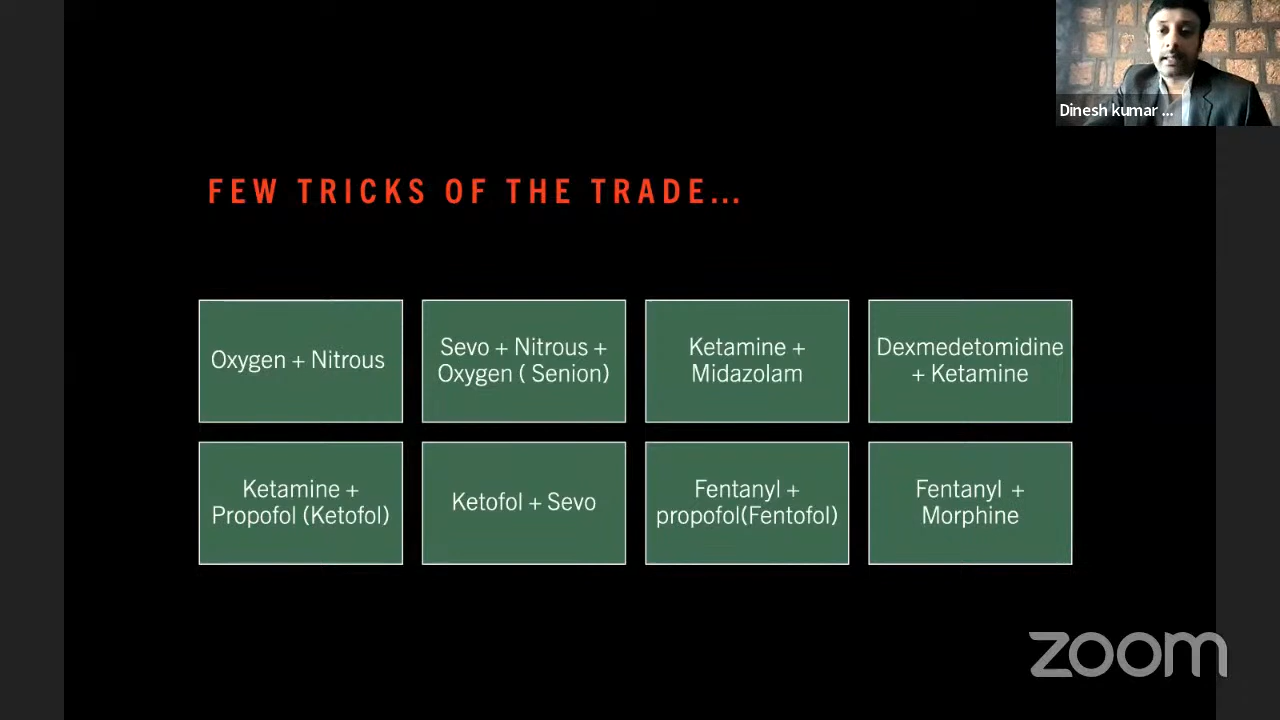 Dinesh kumar ...
FEW TRICKS OF THE TRADE...
Oxygen + Nitrous
Sevo + Nitrous +
Oxygen ( Senion)
Ketamine +
Midazolam
Dexmedetomidine
+ Ketamine
Ketamine +
Propofol (Ketofol)
Ketofol + Sevo
Fentanyl +
propofol(Fentofol)
Fentanyl +
Morphine
zoom